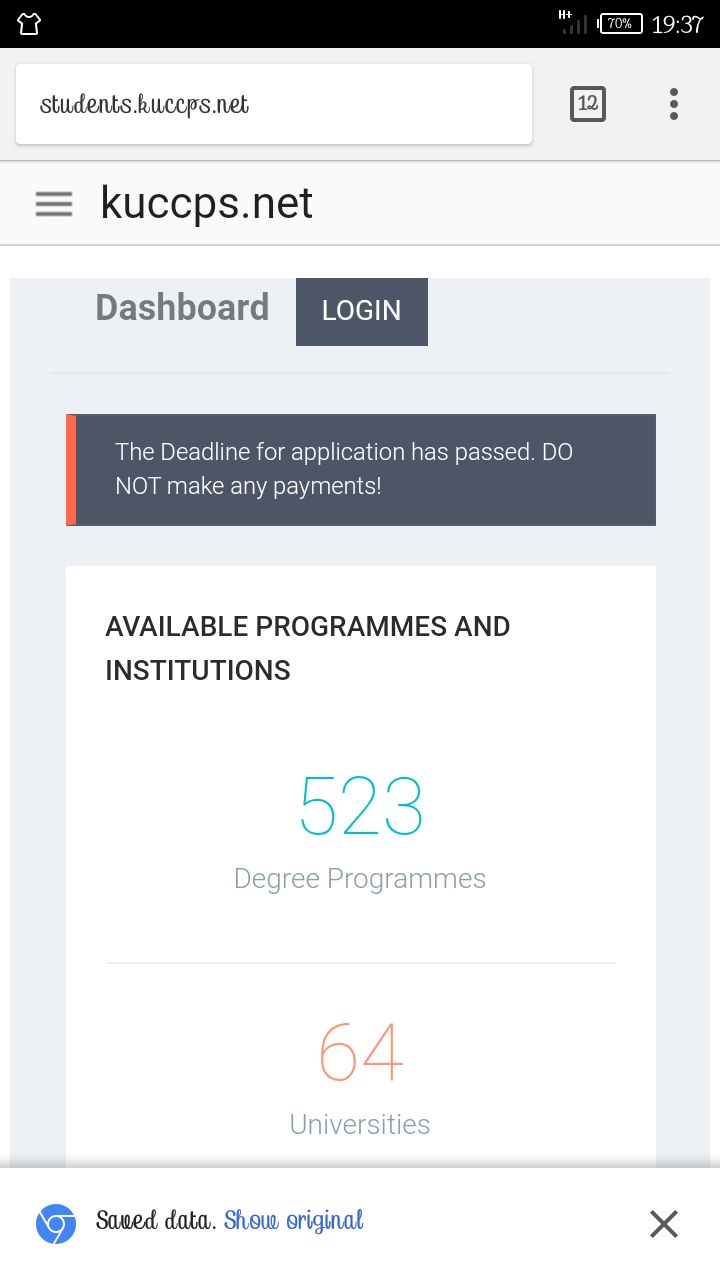 H+ 70% 19:37
students.kuccps.net 12
kuccps.net
Dashboard LOGIN
The Deadline for application has passed. DO
NOT make any payments!
AVAILABLE PROGRAMMES AND
INSTITUTIONS
523
Degree Programmes
64
Universities
Saved data. Show original